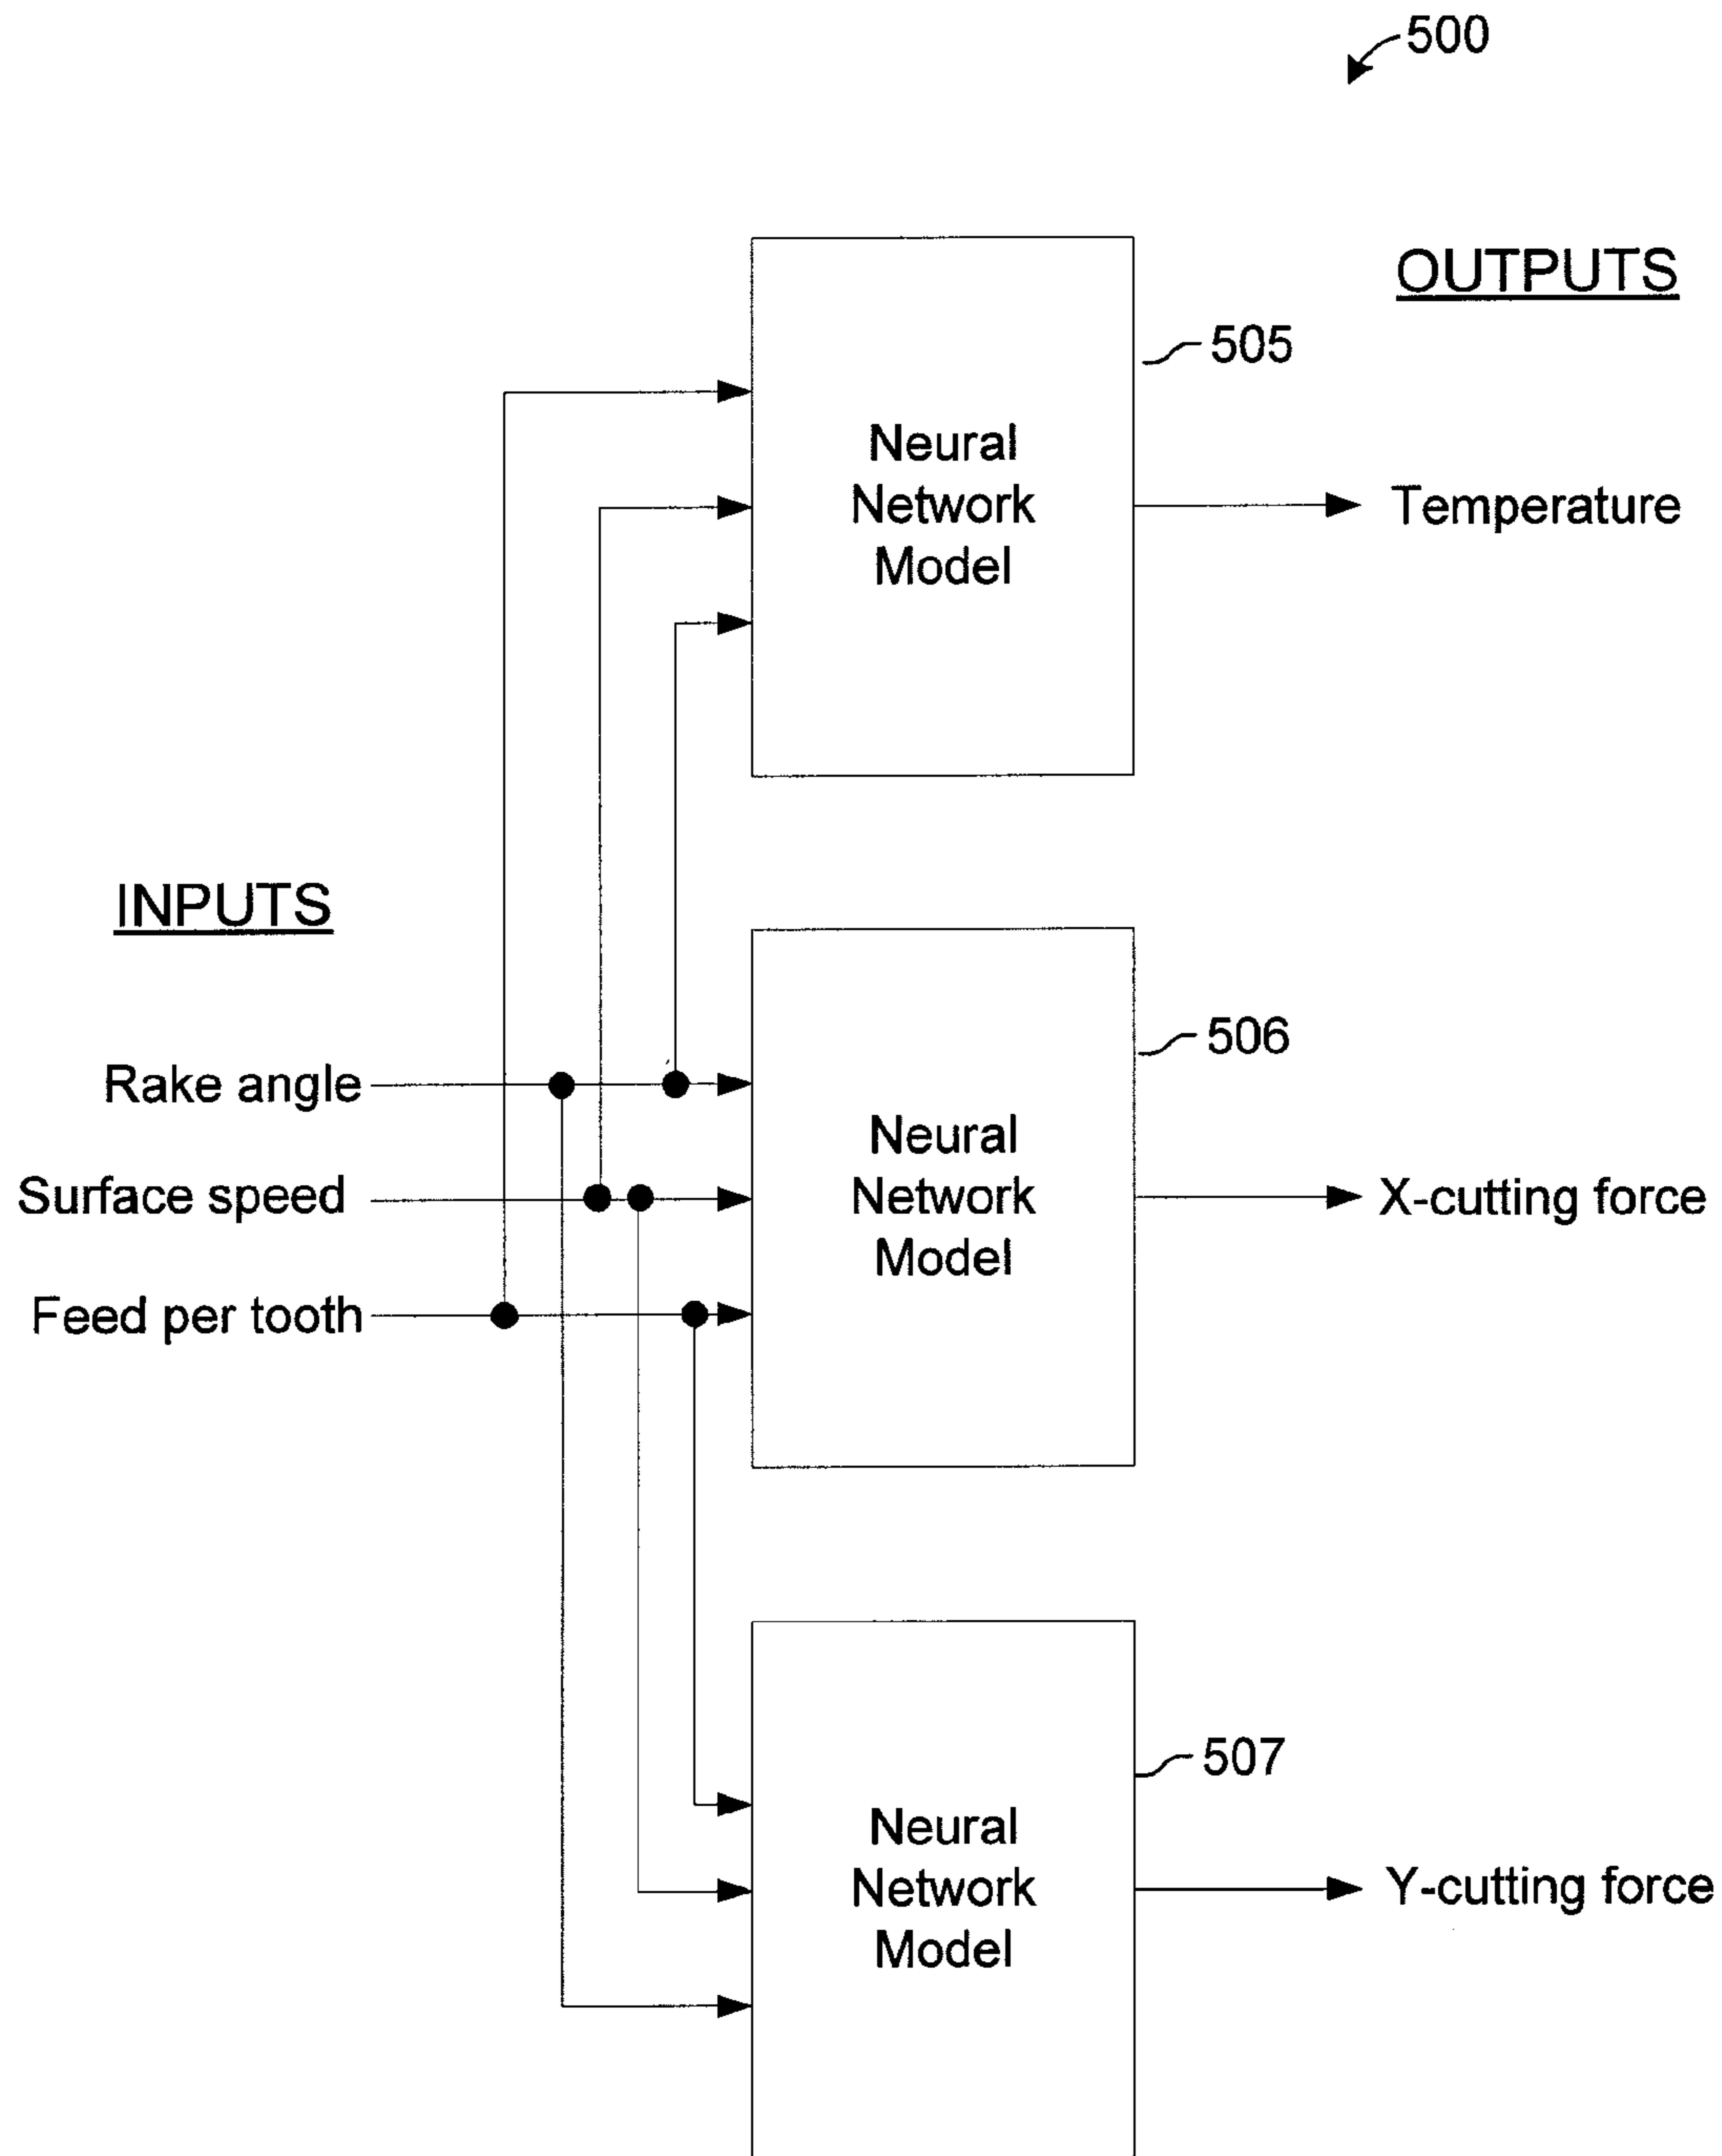 500
OUTPUTS
505
Neural
Network
Model
Temperature
INPUTS
506
Rake angle
Surface speed
Feed per tooth
Neural
Network
Model
X-cutting force
507
Neural
Network
Model
Y-cutting force